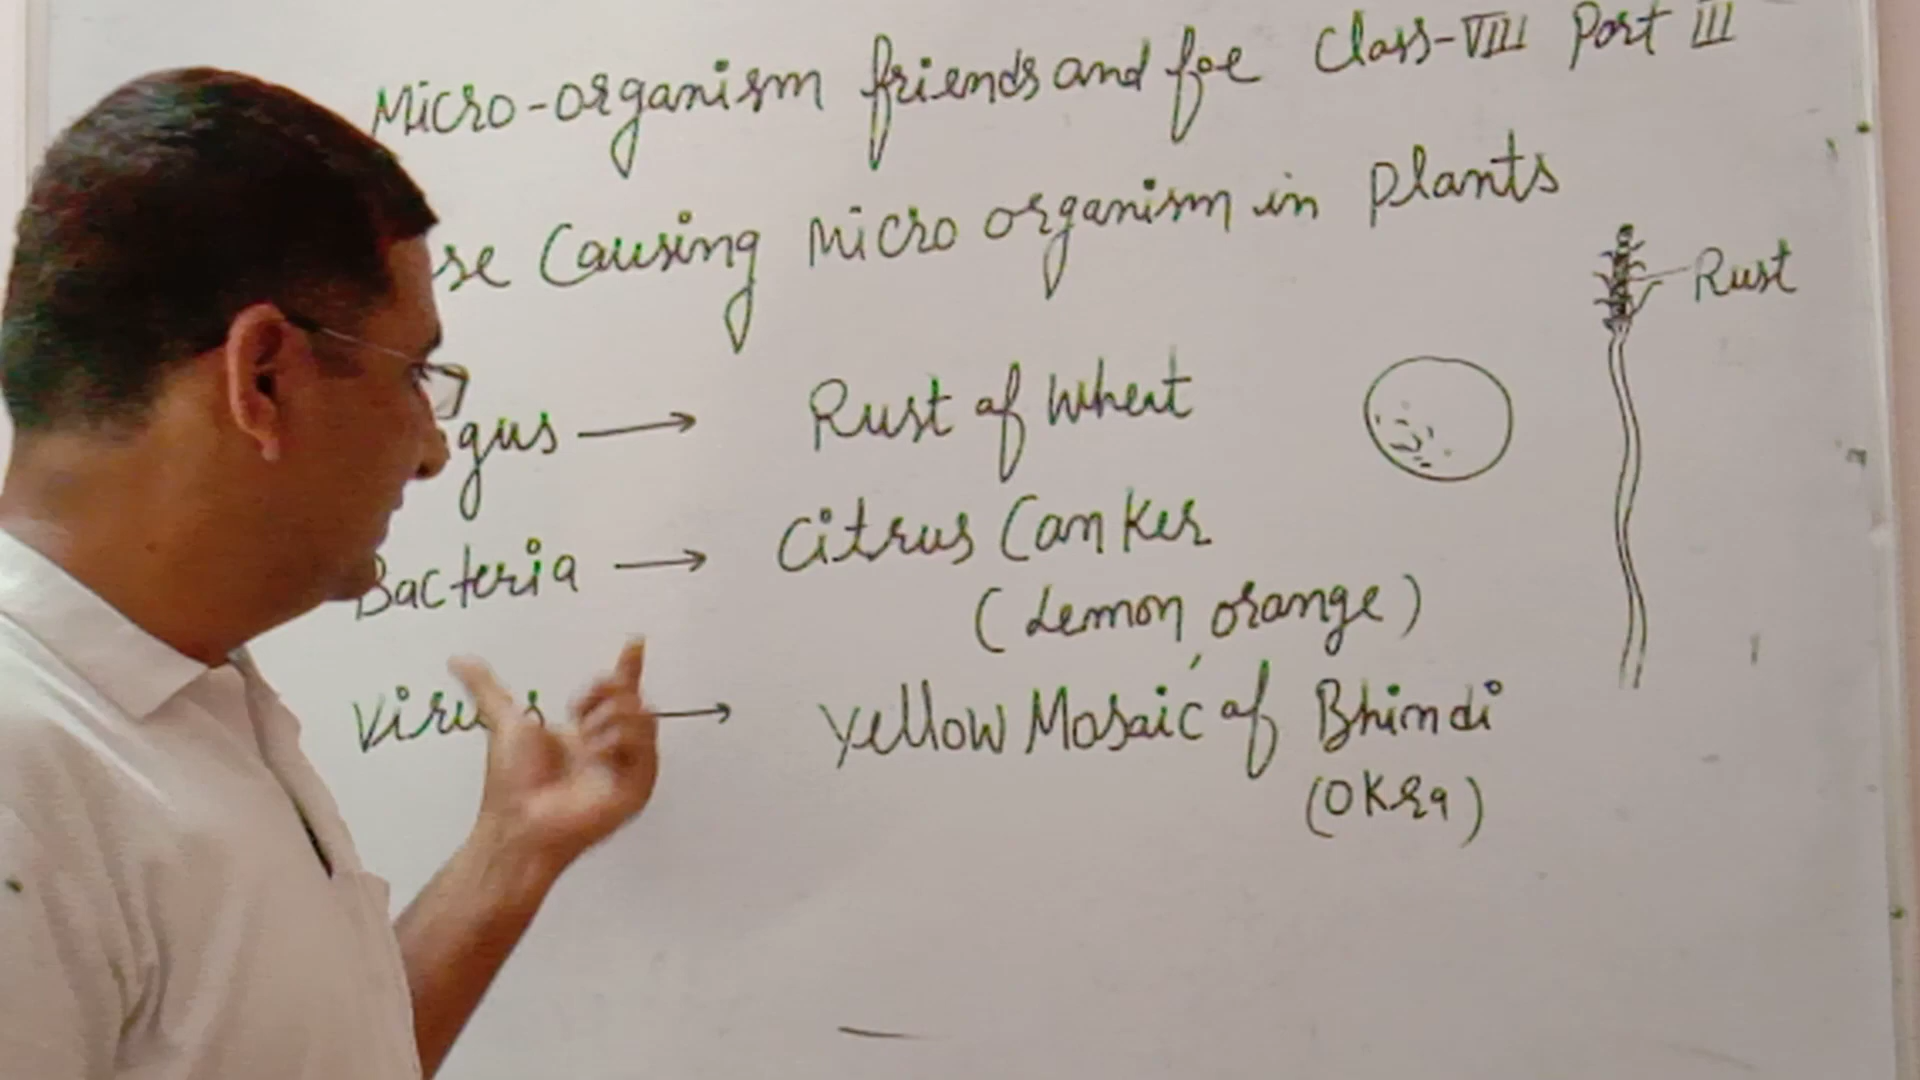 Micro-organism friends and foe Class-VIII Part III
se Causing Micro organism in plants
Rust
gus → Rust of Wheat
Bacteria → Citrus Canker
(Lemon, orange)
Virus → Yellow Mosaic of Bhindi
(OKRa)